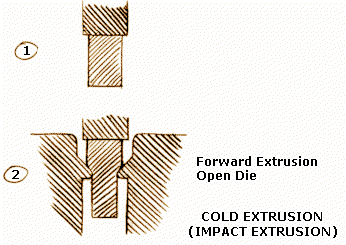 1
2
Forward Extrusion
Open Die
COLD EXTRUSION
(IMPACT EXTRUSION)